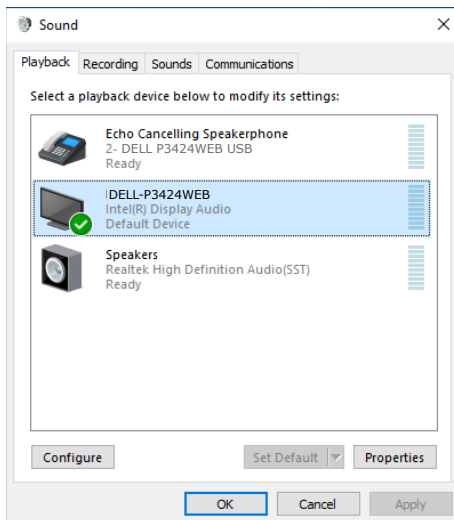 Sound
Playback Recording Sounds Communications
Select a playback device below to modify its settings:
Echo Cancelling Speakerphone
2- DELL P3424WEB USB
Ready
DELL-P3424WEB
Intel(R) Display Audio
Default Device
Speakers
Realtek High Definition Audio(SST)
Ready
Configure Set Default Properties
OK Cancel Apply